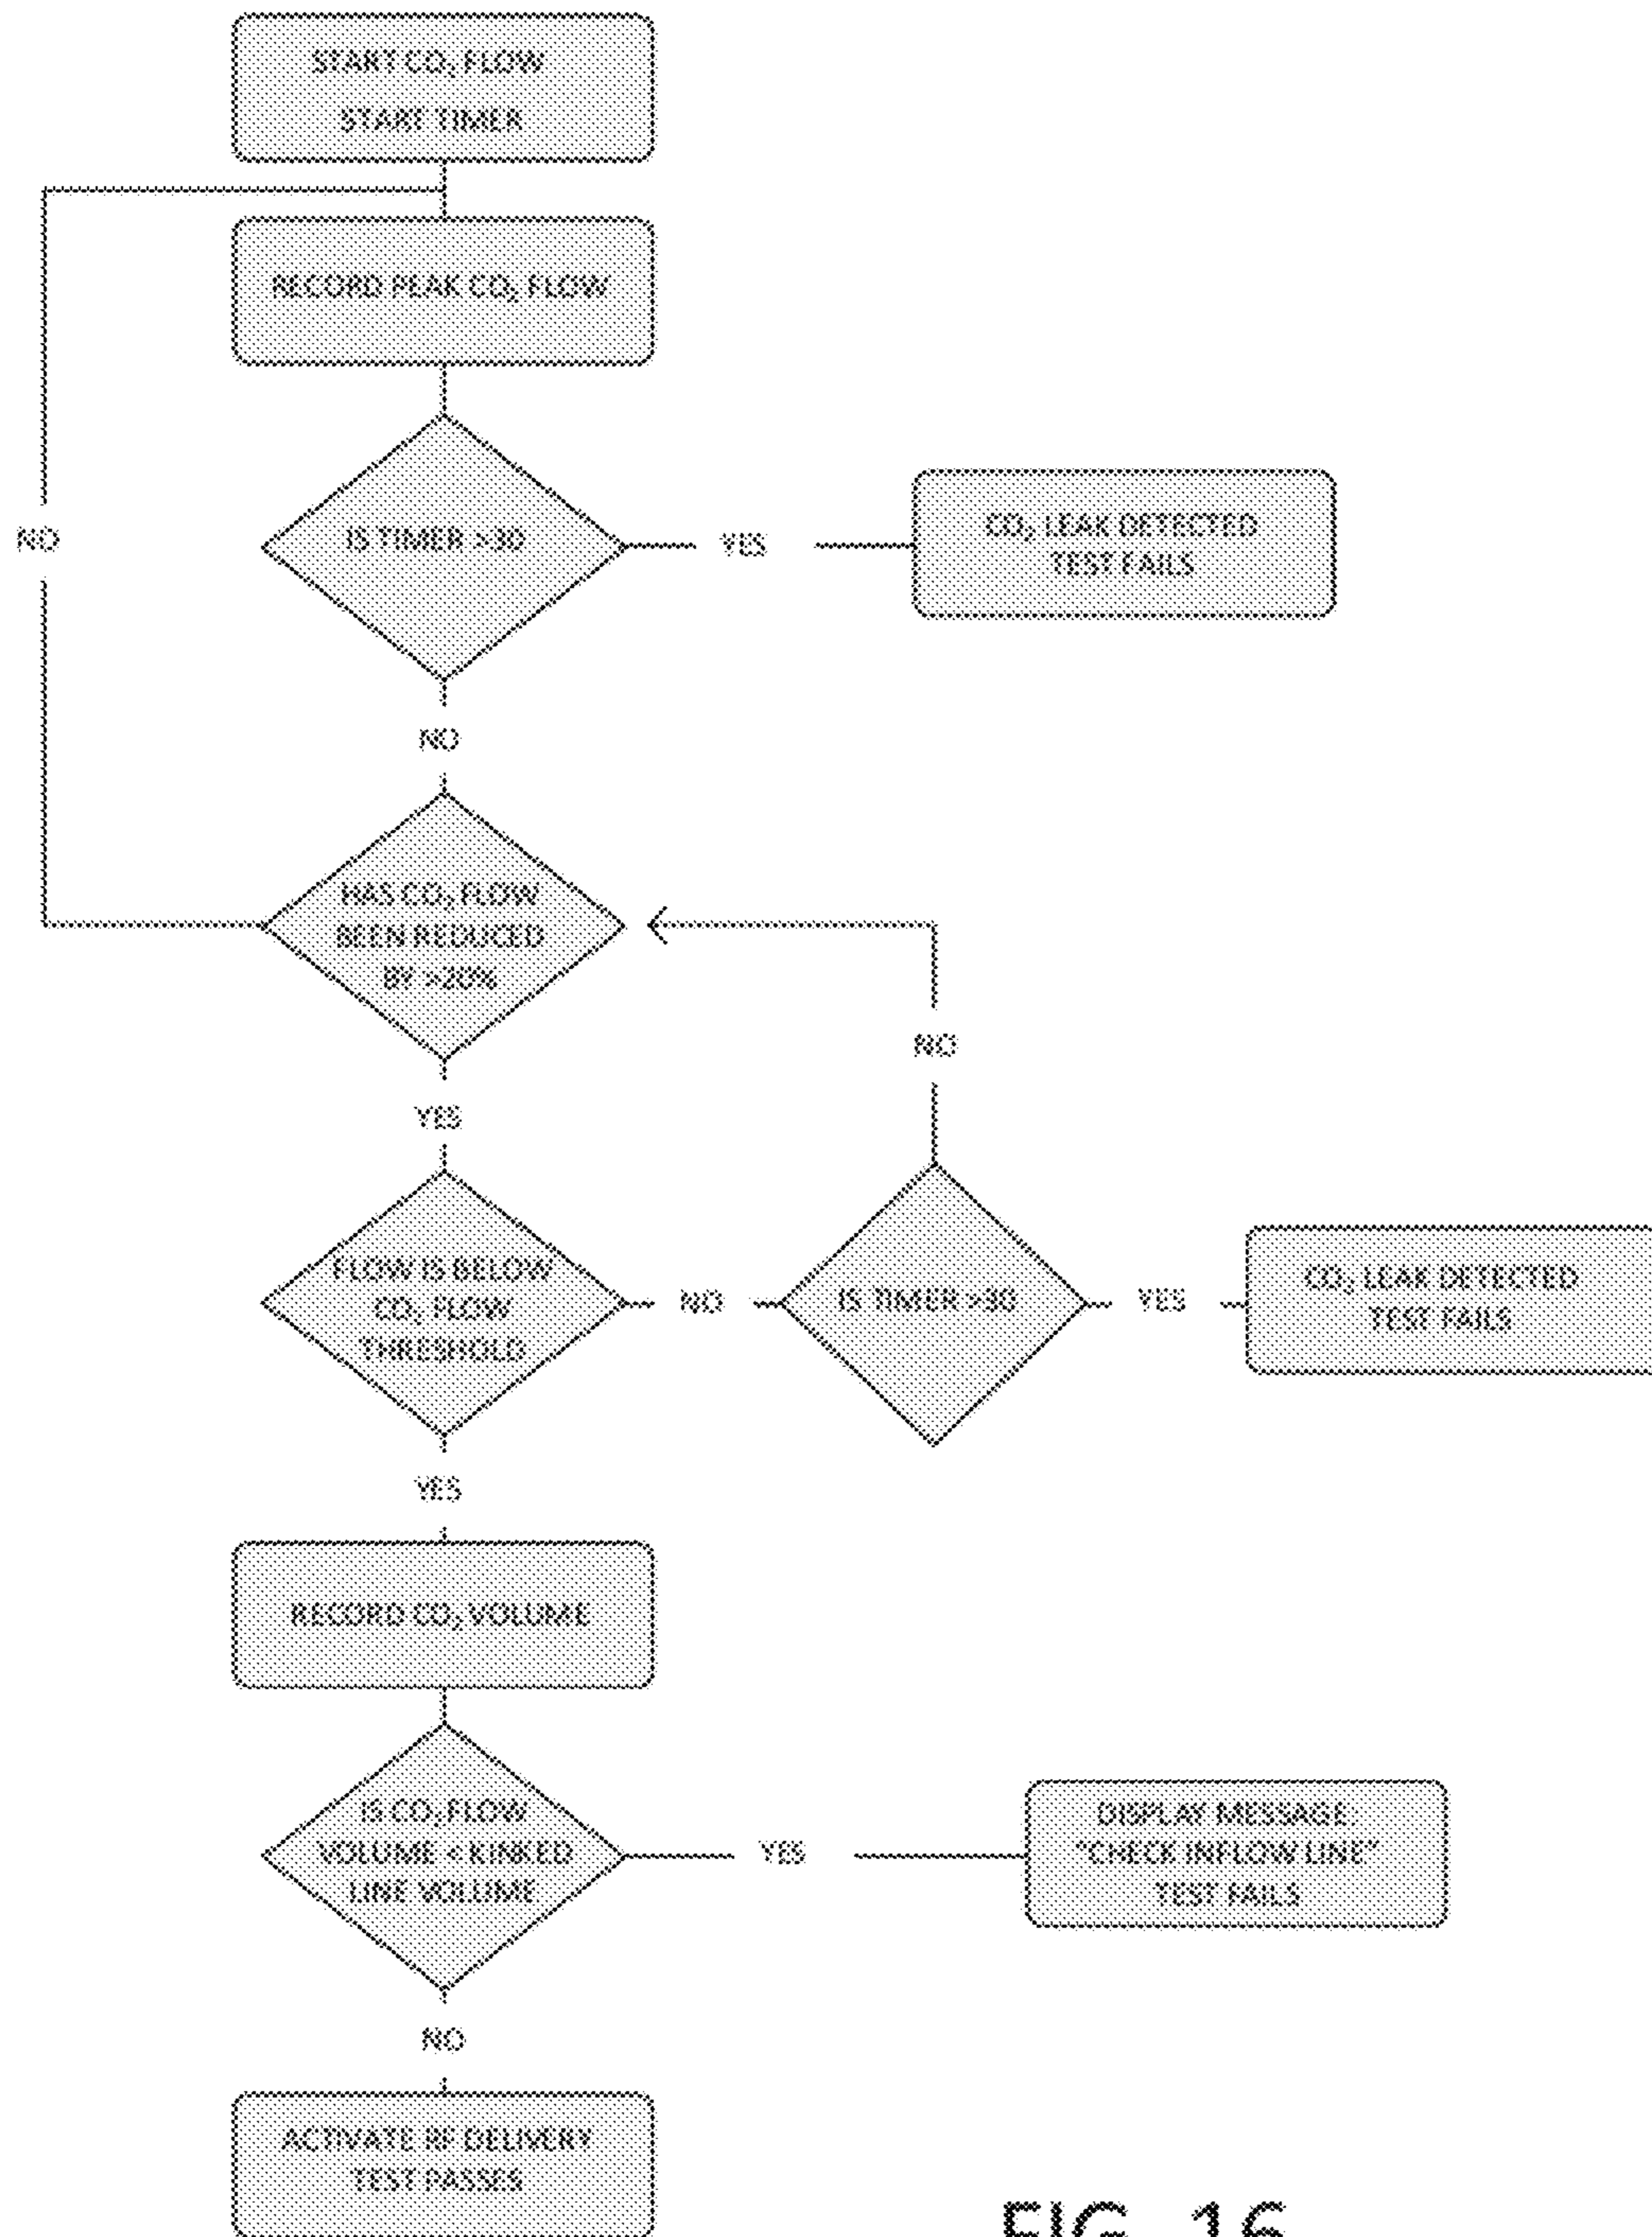 START CO₂ FLOW
START TIMER
RECORD PEAK CO₂ FLOW
IS TIMER >30
YES
CO₂ LEAK DETECTED
TEST FAILS
NO
NO
HAS CO₂ FLOW
BEEN REDUCED
BY >20%
NO
YES
FLOW IS BELOW
CO₂ FLOW
THRESHOLD
NO
IS TIMER >30
YES
CO₂ LEAK DETECTED
TEST FAILS
YES
RECORD CO₂ VOLUME
IS CO₂ FLOW
VOLUME < KINKED
LINE VOLUME
YES
DISPLAY MESSAGE
"CHECK INFLOW LINE"
TEST FAILS
NO
ACTIVATE RF DELIVERY
TEST PASSES
FIG. 16